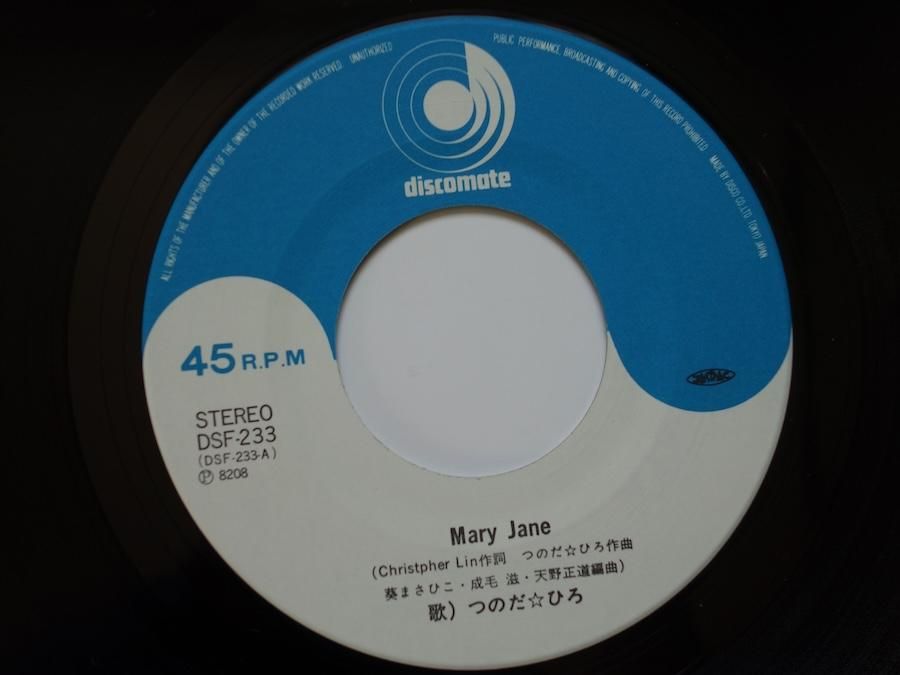 ALL RIGHTS OF THE MANUFACTURER AND OF THE OWNER OF THE RECORDED WORK RESERVED. UNAUTHORIZED PUBLIC PERFORMANCE, BROADCASTING AND COPYING OF THIS RECORD PROHIBITED MADE BY DISCO CO., LTD TOKYO JAPAN
discomate
45 R.P.M
STEREO
DSF-233
(DSF-233-A)
Ⓟ 8208
Mary Jane
(Christpher Lin作詞 つのだ☆ひろ作曲
葵まさひこ・成毛 滋・天野正道編曲)
歌) つのだ☆ひろ